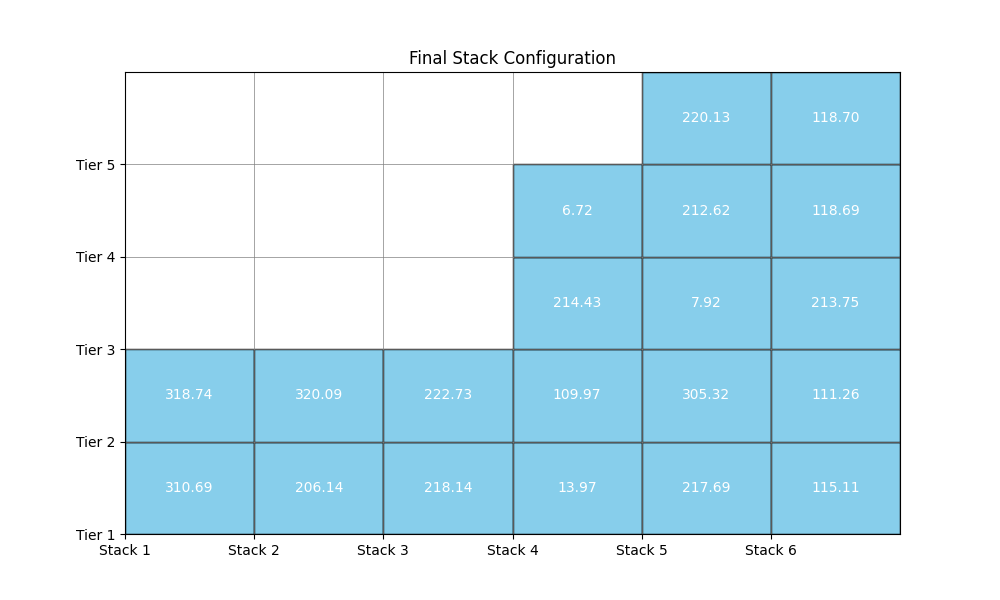 Final Stack Configuration
220.13 118.70
Tier 5
6.72 212.62 118.69
Tier 4
214.43 7.92 213.75
Tier 3
318.74 320.09 222.73 109.97 305.32 111.26
Tier 2
310.69 206.14 218.14 13.97 217.69 115.11
Tier 1
Stack 1 Stack 2 Stack 3 Stack 4 Stack 5 Stack 6